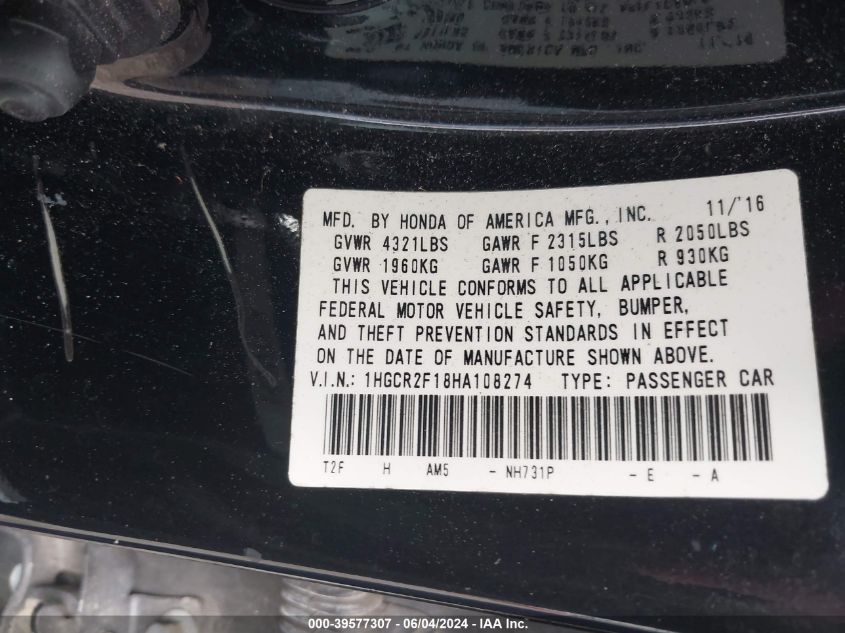 MFD. BY HONDA OF AMERICA MFG., INC. 11/'16
GVWR 4321LBS GAWR F 2315LBS R 2050LBS
GVWR 1960KG GAWR F 1050KG R 930KG
THIS VEHICLE CONFORMS TO ALL APPLICABLE
FEDERAL MOTOR VEHICLE SAFETY, BUMPER,
AND THEFT PREVENTION STANDARDS IN EFFECT
ON THE DATE OF MANUFACTURE SHOWN ABOVE.
V.I.N.: 1HGCR2F18HA108274 TYPE: PASSENGER CAR
T2F H AM5 - NH731P - E - A
000-39577307 - 06/04/2024 - IAA Inc.